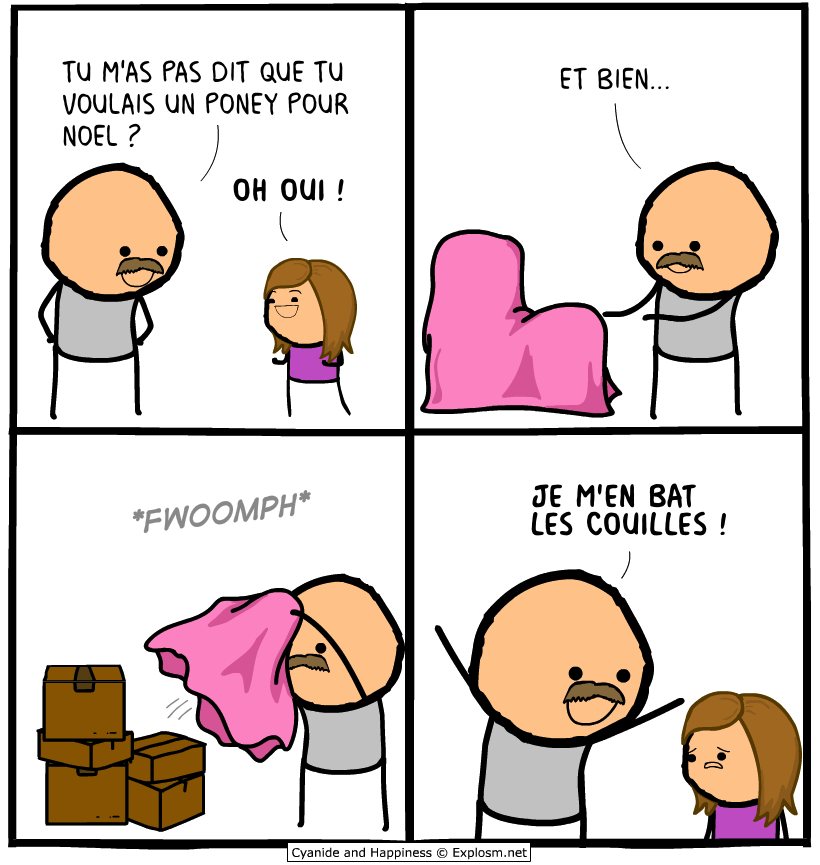 TU M'AS PAS DIT QUE TU
VOULAIS UN PONEY POUR
NOEL ?
OH OUI !
ET BIEN...
*FWOOMPH*
JE M'EN BAT
LES COUILLES !
Cyanide and Happiness © Explosm.net